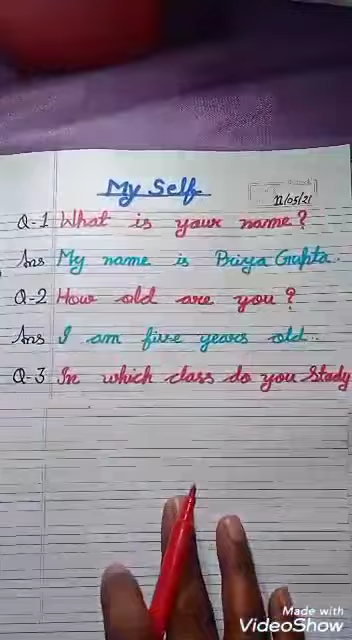 My Self
11/05/21
Q-1 What is your name?
Ans My name is Priya Gupta.
Q-2 How old are you?
Ans I am five years old..
Q-3 In which class do you Study
Made with
VideoShow